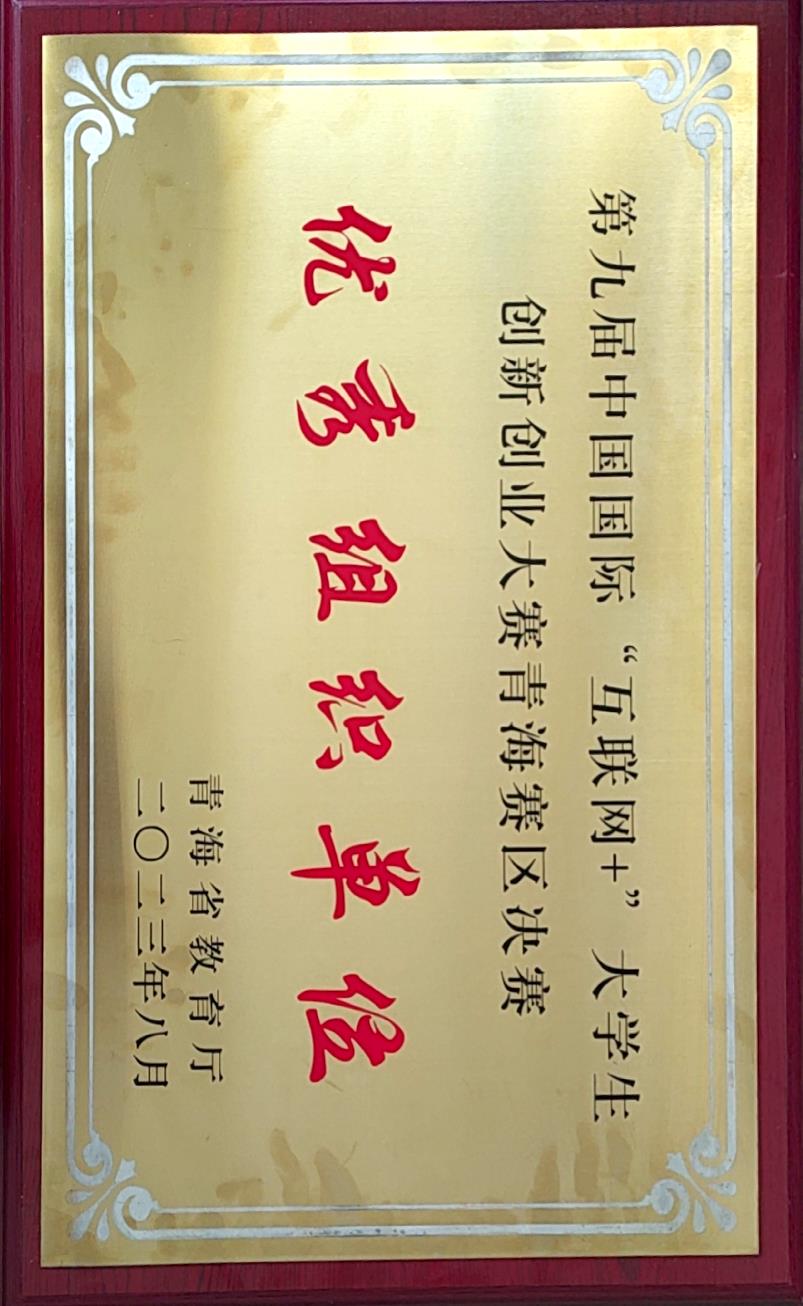 第九届中国国际“互联网+”大学生
创新创业大赛青海赛区决赛
优秀组织单位
青海省教育厅
二〇二三年八月